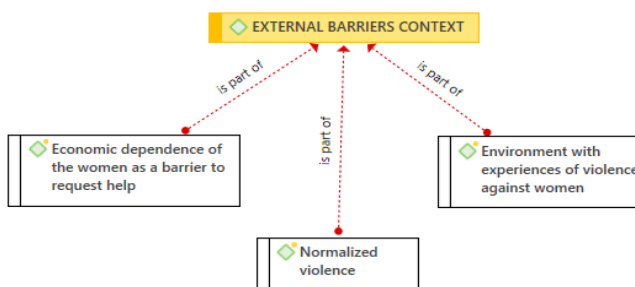 EXTERNAL BARRIERS CONTEXT
is part of
is part of
is part of
Economic dependence of
the women as a barrier to
request help
Environment with
experiences of violence
against women
Normalized
violence